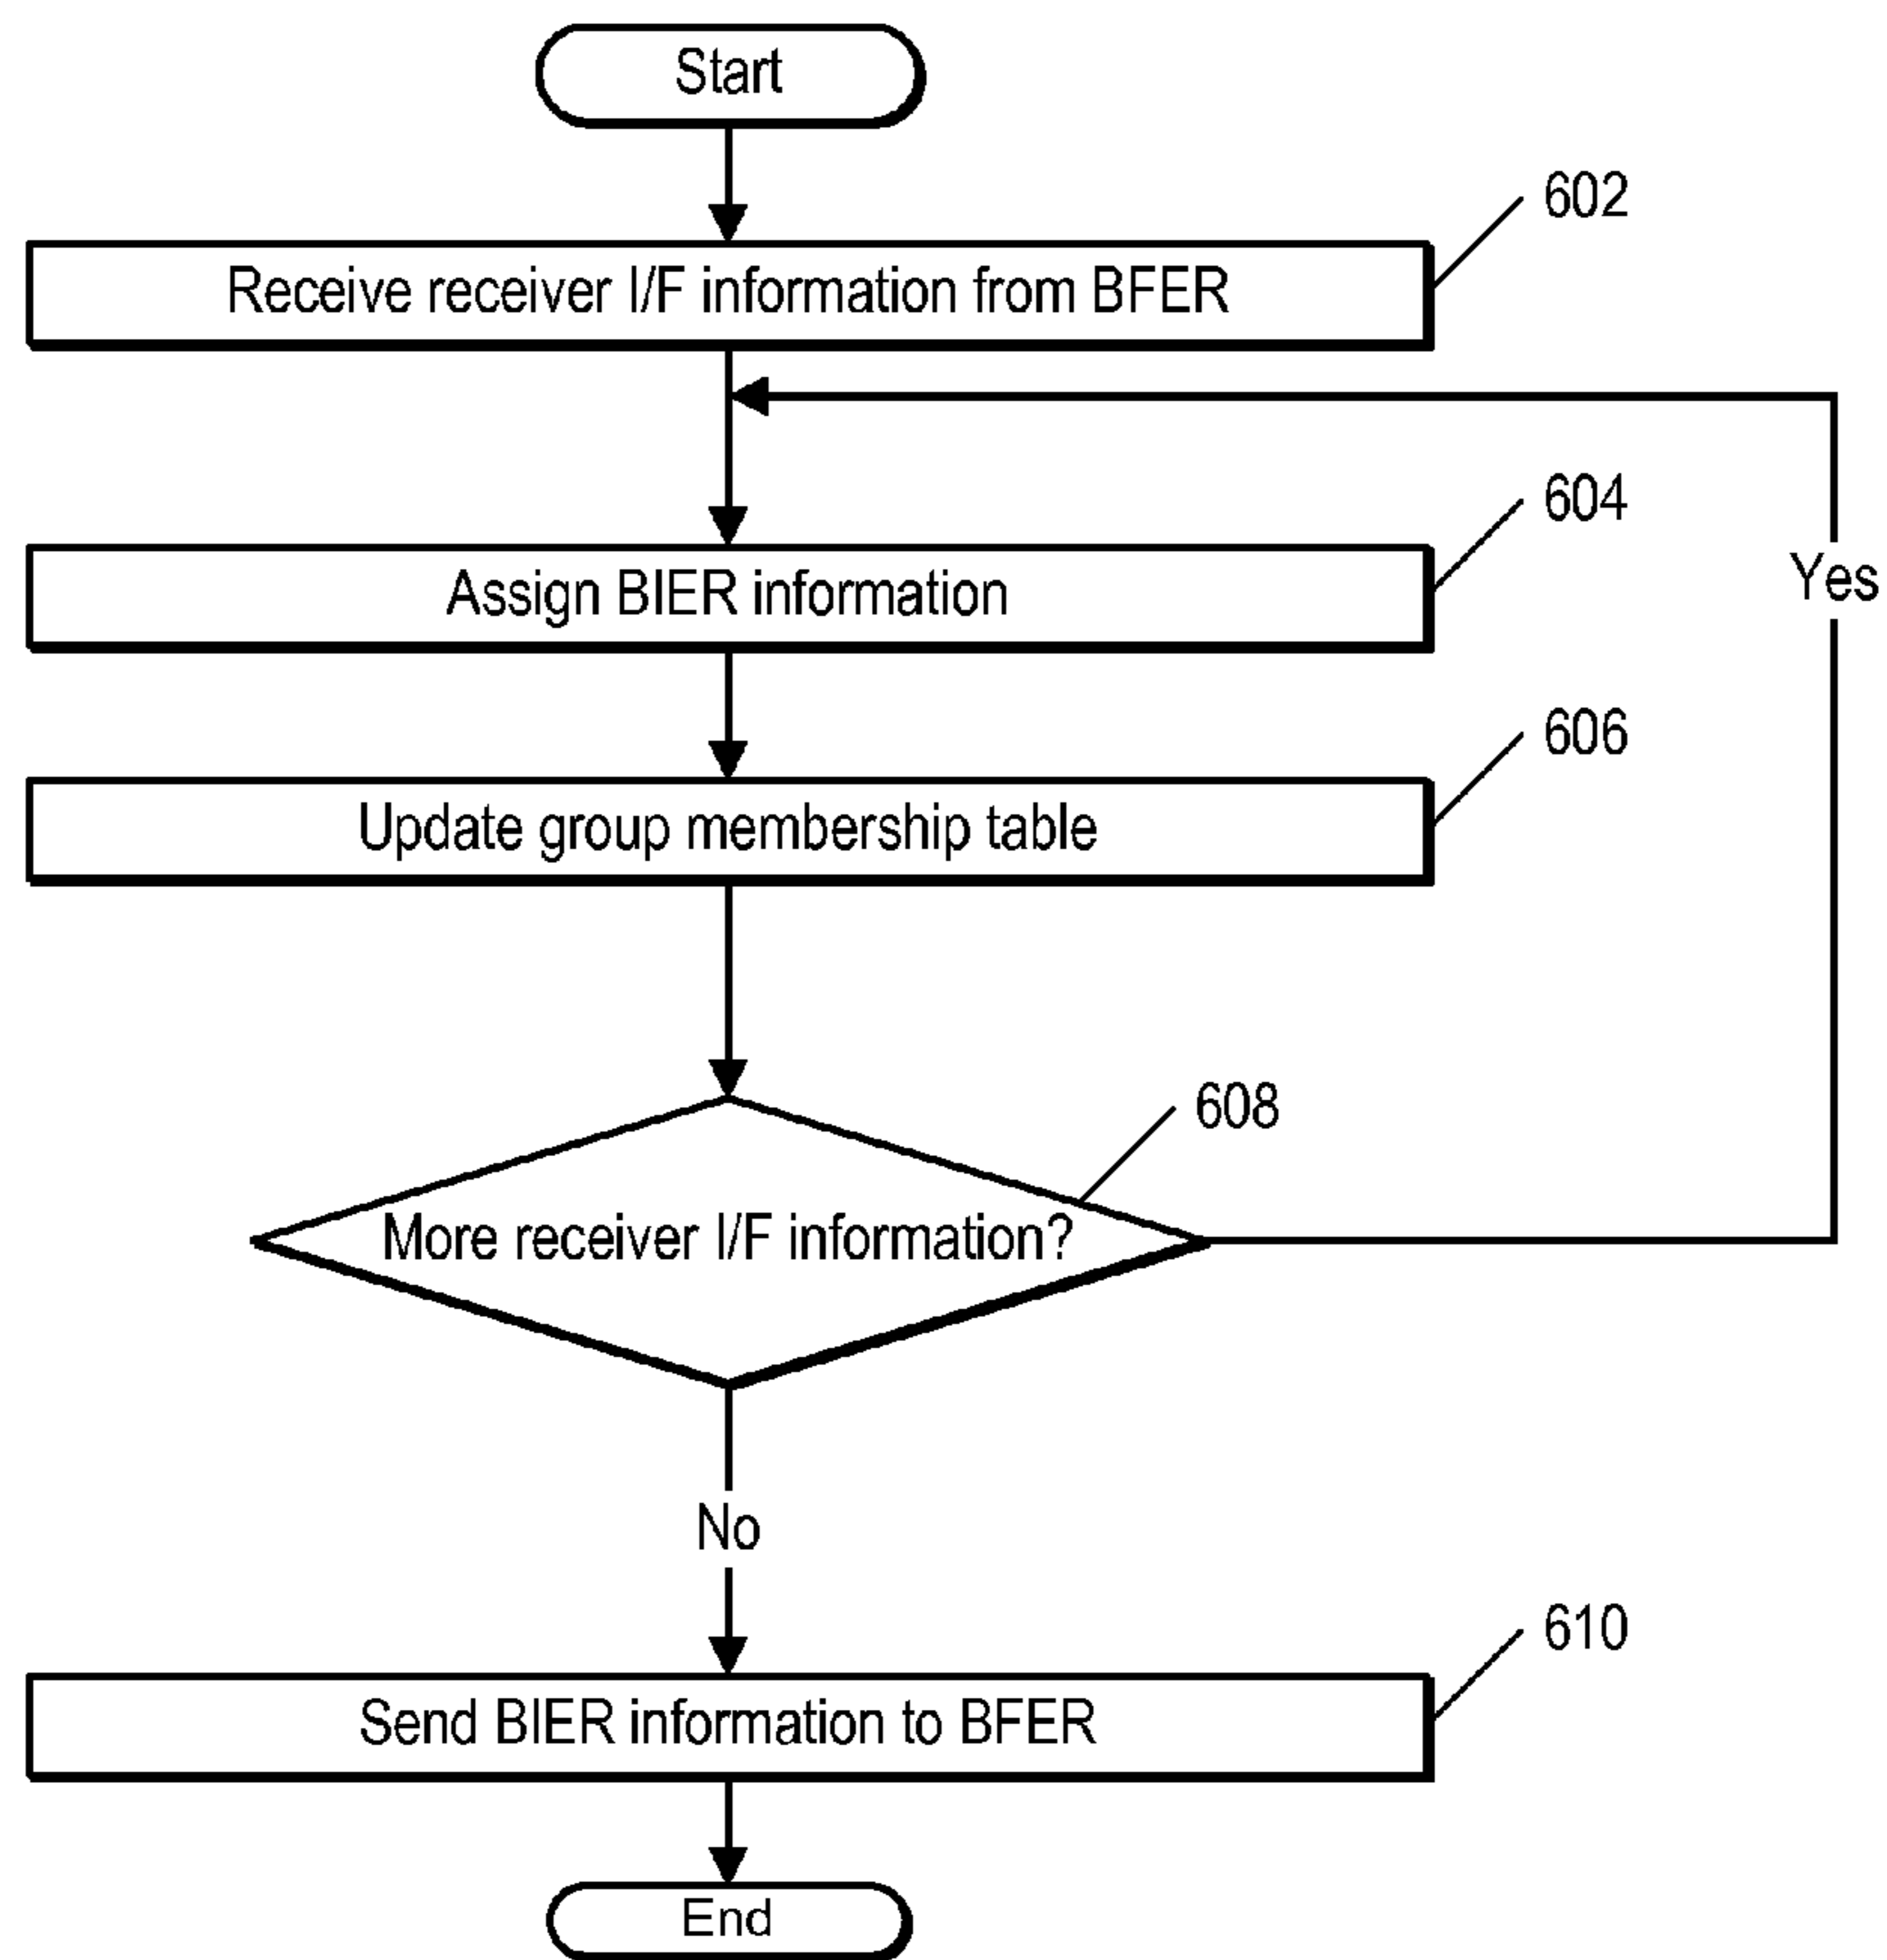 Start
602
Receive receiver I/F information from BFER
604
Assign BIER information
Yes
606
Update group membership table
608
More receiver I/F information?
No
610
Send BIER information to BFER
End